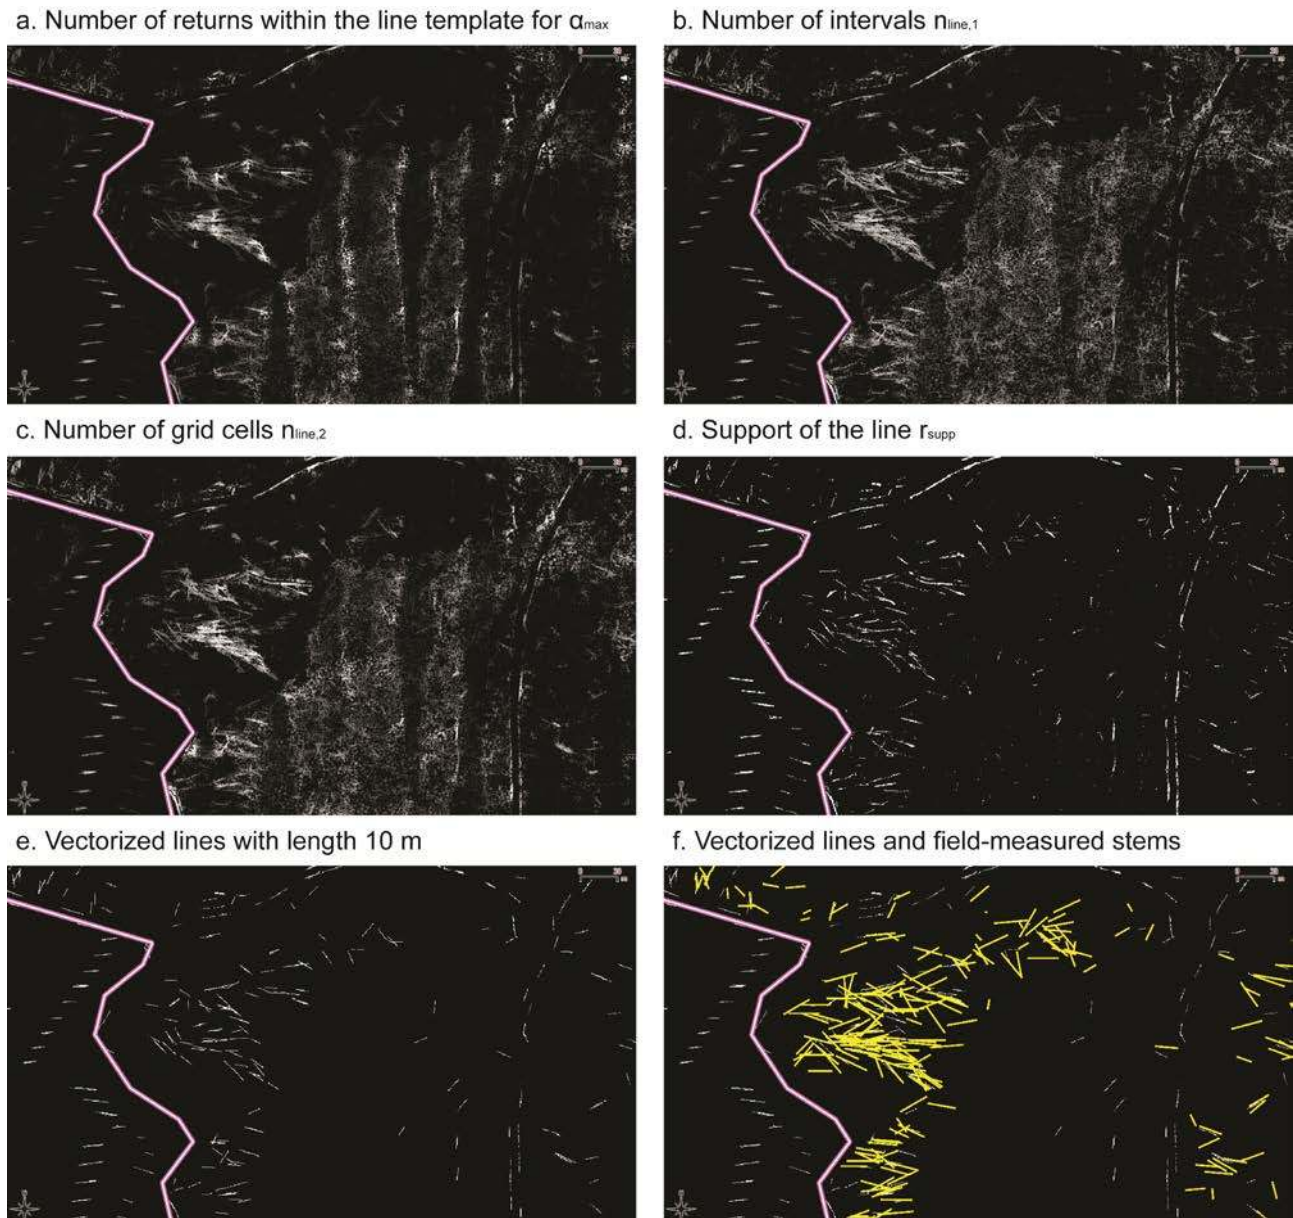 a. Number of returns within the line template for αmax
b. Number of intervals nline,1
c. Number of grid cells nline,2
d. Support of the line rsupp
e. Vectorized lines with length 10 m
f. Vectorized lines and field-measured stems